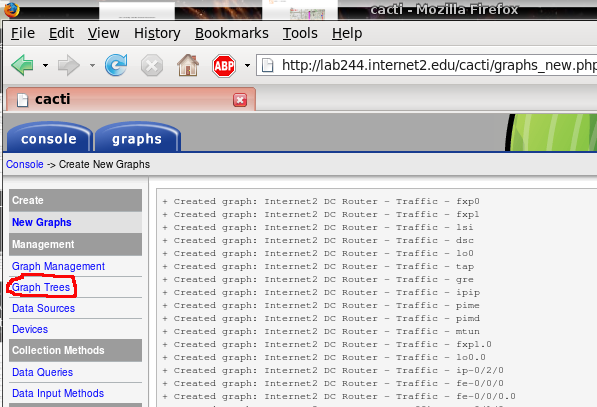 cacti - Mozilla Firefox
File Edit View History Bookmarks Tools Help
ABP http://lab244.internet2.edu/cacti/graphs_new.php
cacti
console graphs
Console -> Create New Graphs
Create
New Graphs
Management
Graph Management
Graph Trees
Data Sources
Devices
Collection Methods
Data Queries
Data Input Methods
+ Created graph: Internet2 DC Router - Traffic - fxp0
+ Created graph: Internet2 DC Router - Traffic - fxp1
+ Created graph: Internet2 DC Router - Traffic - lsi
+ Created graph: Internet2 DC Router - Traffic - dsc
+ Created graph: Internet2 DC Router - Traffic - lo0
+ Created graph: Internet2 DC Router - Traffic - tap
+ Created graph: Internet2 DC Router - Traffic - gre
+ Created graph: Internet2 DC Router - Traffic - ipip
+ Created graph: Internet2 DC Router - Traffic - pime
+ Created graph: Internet2 DC Router - Traffic - pimd
+ Created graph: Internet2 DC Router - Traffic - mtun
+ Created graph: Internet2 DC Router - Traffic - fxp1.0
+ Created graph: Internet2 DC Router - Traffic - lo0.0
+ Created graph: Internet2 DC Router - Traffic - ip-0/2/0
+ Created graph: Internet2 DC Router - Traffic - fe-0/0/0
+ Created graph: Internet2 DC Router - Traffic - fe-0/0/0.0